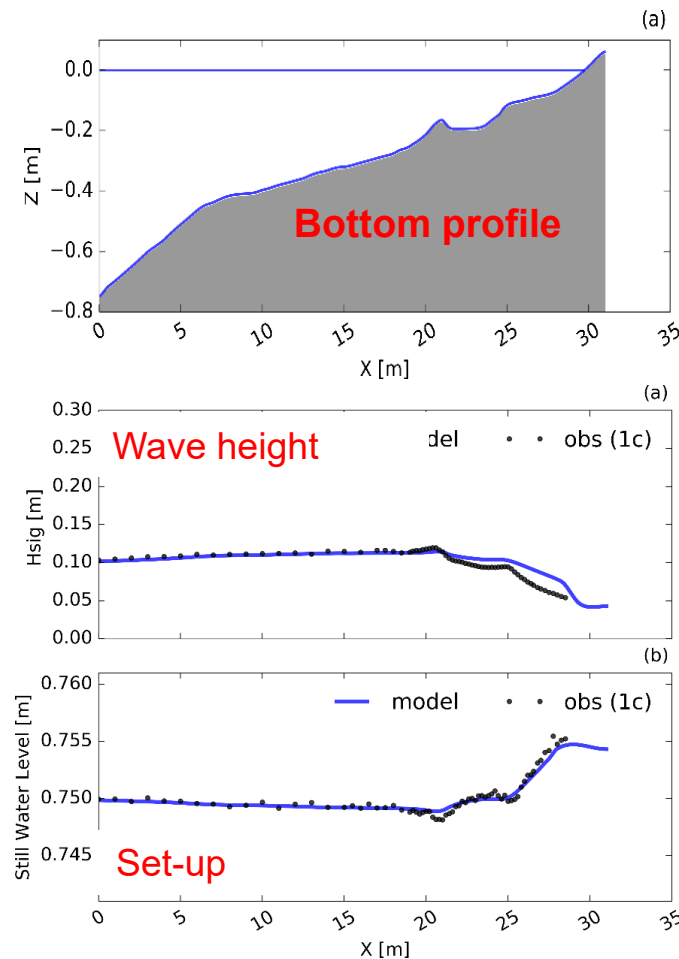 (a)
0.0
−0.2
−0.4
−0.6
−0.8
Z [m]
Bottom profile
0 5 10 15 20 25 30 35
X [m]
(a)
0.30
0.25
0.20
0.15
0.10
0.05
0.00
Hsig [m]
Wave height
del obs (1c)
(b)
0.760
0.755
0.750
0.745
Still Water Level [m]
model obs (1c)
Set-up
0 5 10 15 20 25 30 35
X [m]